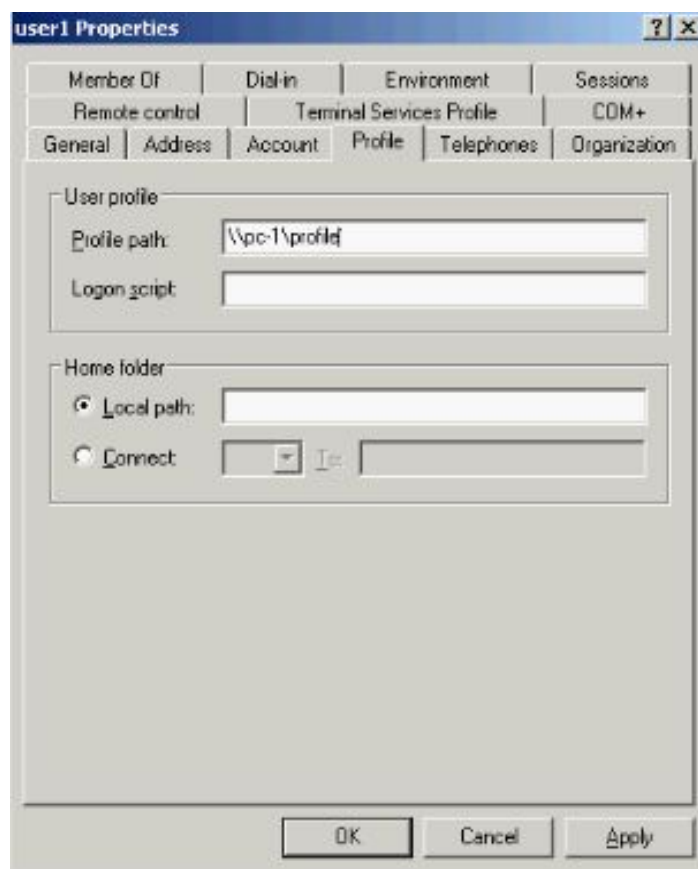 user1 Properties
Member Of Dial-in Environment Sessions
Remote control Terminal Services Profile COM+
General Address Account Profile Telephones Organization
User profile
Profile path: \\pc-1\profile
Logon script:
Home folder
Local path:
Connect: To:
OK Cancel Apply